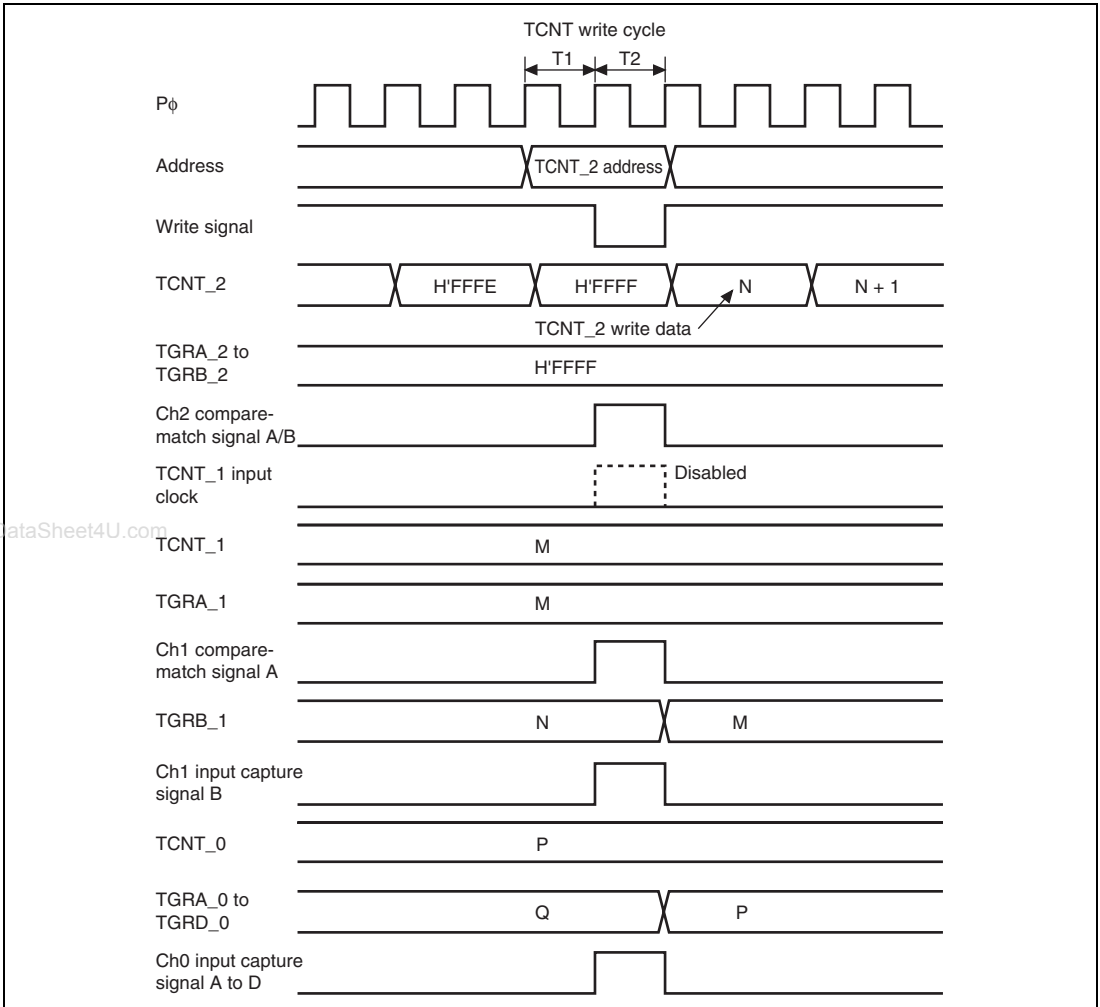 TCNT write cycle
T1 T2
Pϕ
Address
TCNT_2 address
Write signal
TCNT_2
H'FFFE
H'FFFF
N
N + 1
TCNT_2 write data
TGRA_2 to
TGRB_2
H'FFFF
Ch2 compare-
match signal A/B
TCNT_1 input
clock
Disabled
TCNT_1
M
TGRA_1
M
Ch1 compare-
match signal A
TGRB_1
N
M
Ch1 input capture
signal B
TCNT_0
P
TGRA_0 to
TGRD_0
Q
P
Ch0 input capture
signal A to D
ataSheet4U.com